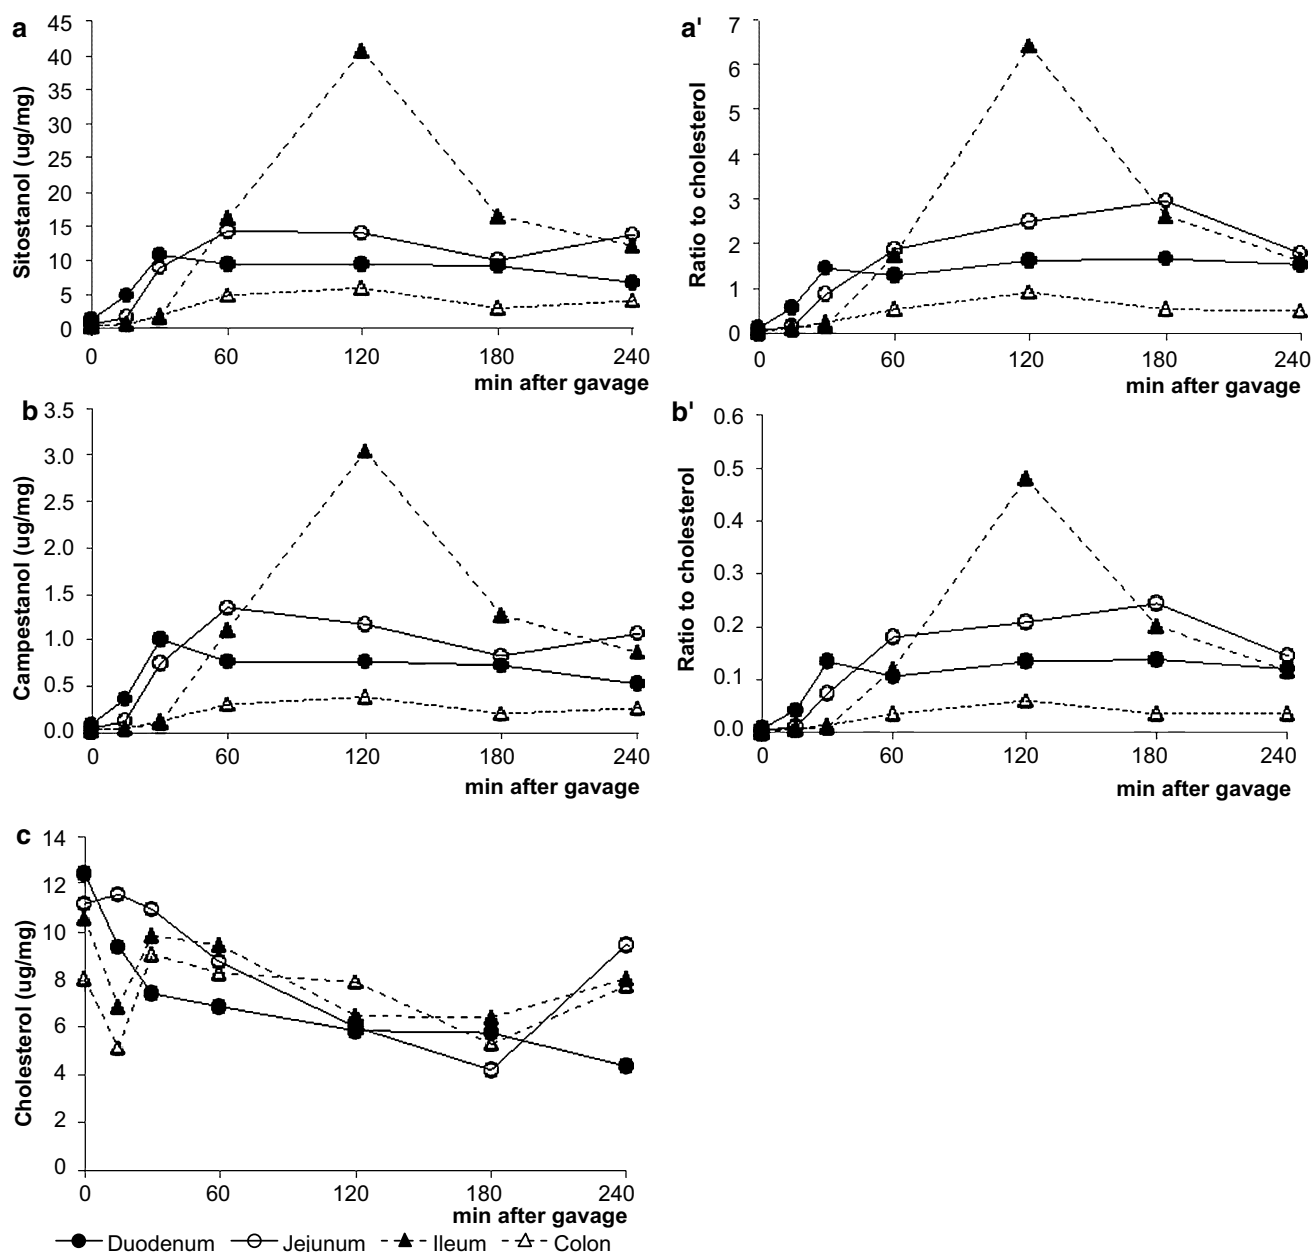 a
Sitostanol (ug/mg)
45
40
35
30
25
20
15
10
5
0
0 60 120 180 240
min after gavage
a'
Ratio to cholesterol
7
6
5
4
3
2
1
0
0 60 120 180 240
min after gavage
b
Campestanol (ug/mg)
3.5
3.0
2.5
2.0
1.5
1.0
0.5
0.0
0 60 120 180 240
min after gavage
b'
Ratio to cholesterol
0.6
0.5
0.4
0.3
0.2
0.1
0.0
0 60 120 180 240
min after gavage
c
Cholesterol (ug/mg)
14
12
10
8
6
4
2
0
0 60 120 180 240
min after gavage
Duodenum Jejunum Ileum Colon